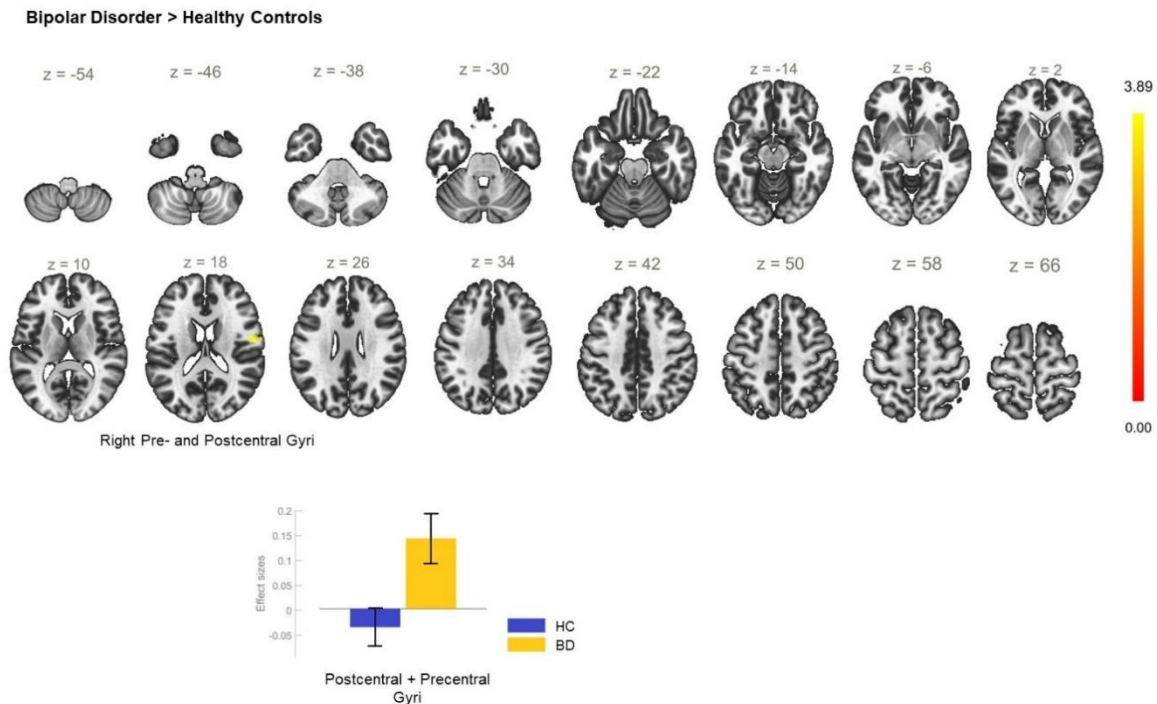 Bipolar Disorder > Healthy Controls
z = -54
z = -46
z = -38
z = -30
z = -22
z = -14
z = -6
z = 2
3.89
z = 10
z = 18
z = 26
z = 34
z = 42
z = 50
z = 58
z = 66
0.00
Right Pre- and Postcentral Gyri
0.2
0.15
0.1
0.05
0
-0.05
Effect sizes
HC
BD
Postcentral + Precentral
Gyri